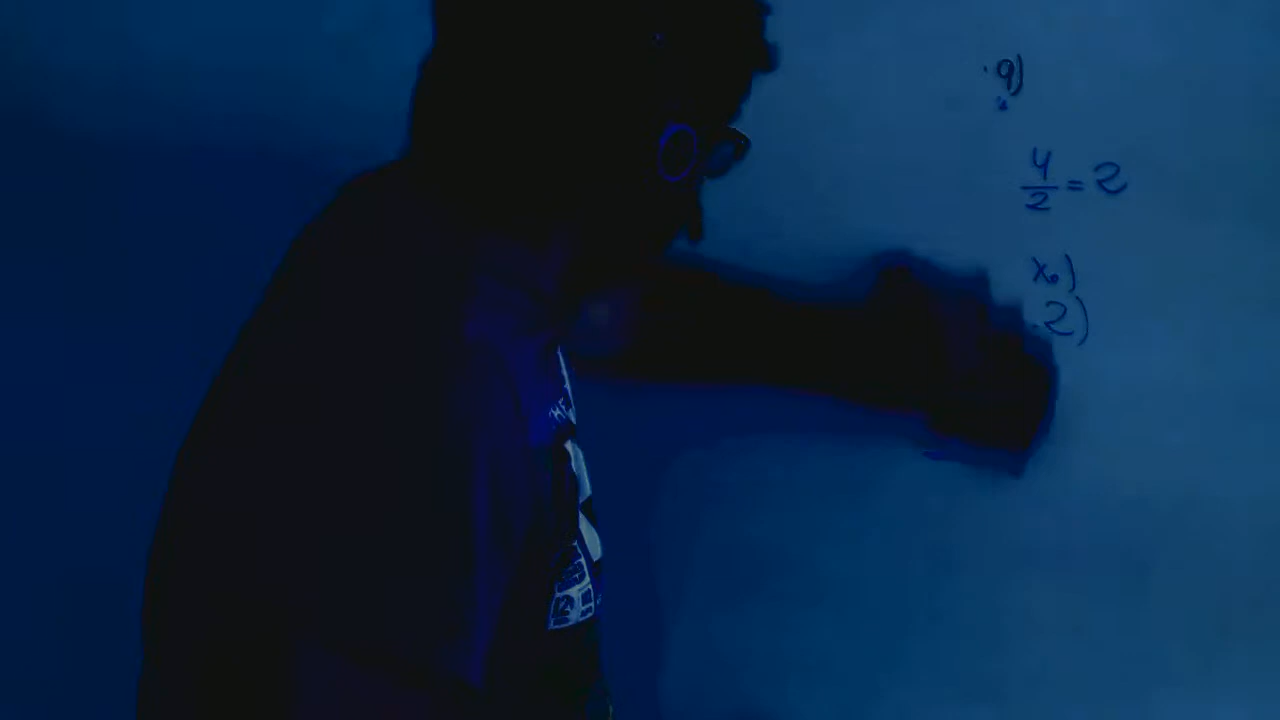 9)
4/2 = 2
x.)
2)